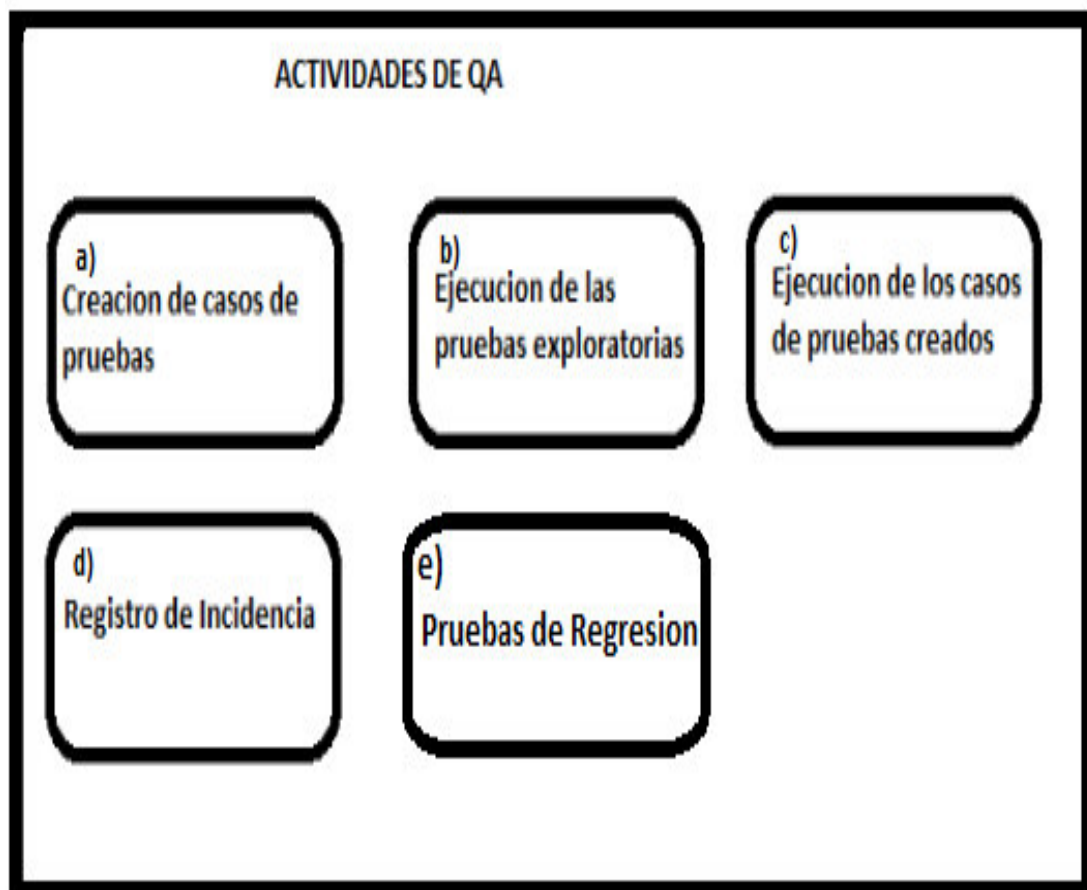 ACTIVIDADES DE QA
a)
Creacion de casos de
pruebas
b)
Ejecucion de las
pruebas exploratorias
c)
Ejecucion de los casos
de pruebas creados
d)
Registro de Incidencia
e)
Pruebas de Regresion